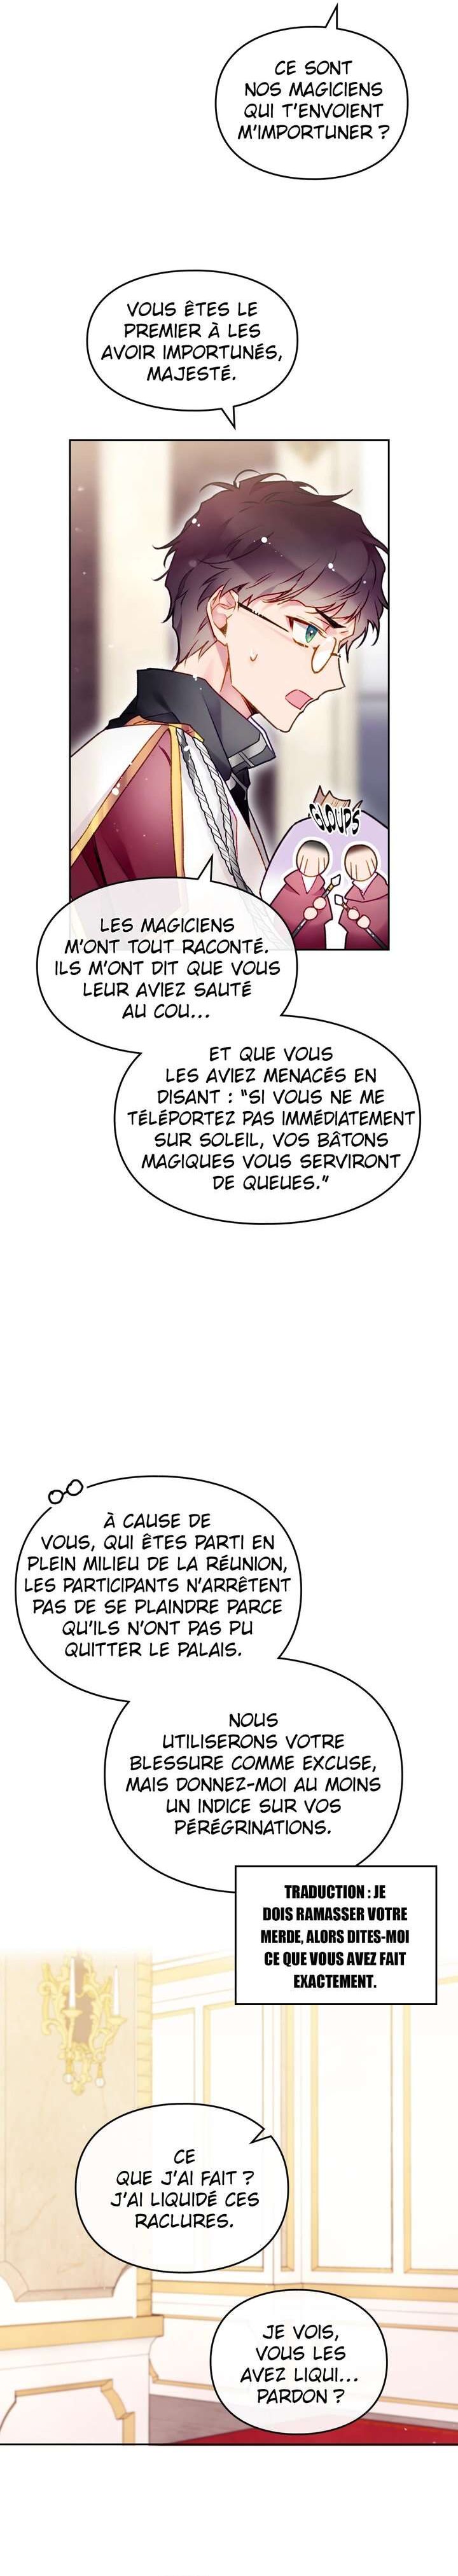 CE SONT
NOS MAGICIENS
QUI T'ENVOIENT
M'IMPORTUNER ?
VOUS ÊTES LE
PREMIER À LES
AVOIR IMPORTUNÉS,
MAJESTÉ.
GLOUPS
LES MAGICIENS
M'ONT TOUT RACONTÉ.
ILS M'ONT DIT QUE VOUS
LEUR AVIEZ SAUTÉ
AU COU...
ET QUE VOUS
LES AVIEZ MENACÉS EN
DISANT : "SI VOUS NE ME
TÉLÉPORTEZ PAS IMMÉDIATEMENT
SUR SOLEIL, VOS BÂTONS
MAGIQUES VOUS SERVIRONT
DE QUEUES."
À CAUSE DE
VOUS, QUI ÊTES PARTI EN
PLEIN MILIEU DE LA RÉUNION,
LES PARTICIPANTS N'ARRÊTENT
PAS DE SE PLAINDRE PARCE
QU'ILS N'ONT PAS PU
QUITTER LE PALAIS.
NOUS
UTILISERONS VOTRE
BLESSURE COMME EXCUSE,
MAIS DONNEZ-MOI AU MOINS
UN INDICE SUR VOS
PÉRÉGRINATIONS.
TRADUCTION : JE
DOIS RAMASSER VOTRE
MERDE, ALORS DITES-MOI
CE QUE VOUS AVEZ FAIT
EXACTEMENT.
CE
QUE J'AI FAIT ?
J'AI LIQUIDÉ CES
RACLURES.
JE VOIS,
VOUS LES
AVEZ LIQUI...
PARDON ?